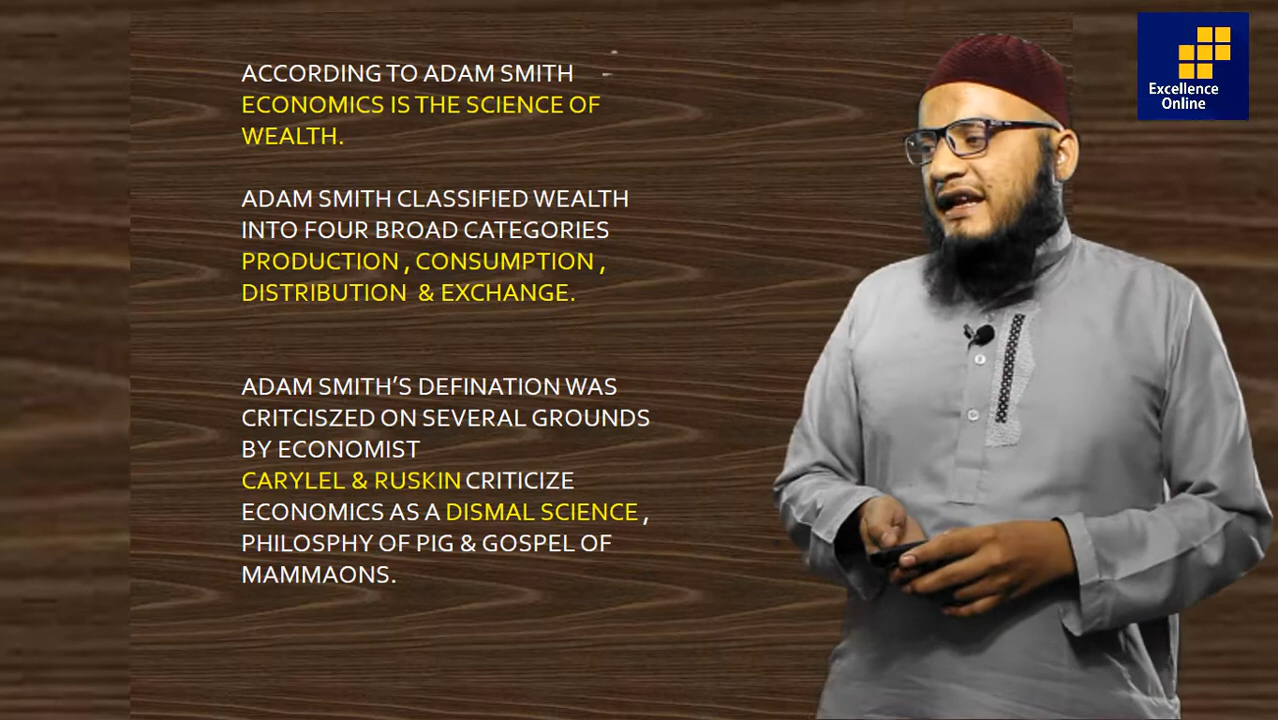 ACCORDING TO ADAM SMITH
ECONOMICS IS THE SCIENCE OF
WEALTH.
ADAM SMITH CLASSIFIED WEALTH
INTO FOUR BROAD CATEGORIES
PRODUCTION , CONSUMPTION ,
DISTRIBUTION & EXCHANGE.
ADAM SMITH'S DEFINATION WAS
CRITCISZED ON SEVERAL GROUNDS
BY ECONOMIST
CARYLEL & RUSKIN CRITICIZE
ECONOMICS AS A DISMAL SCIENCE ,
PHILOSPHY OF PIG & GOSPEL OF
MAMMAONS.
Excellence
Online